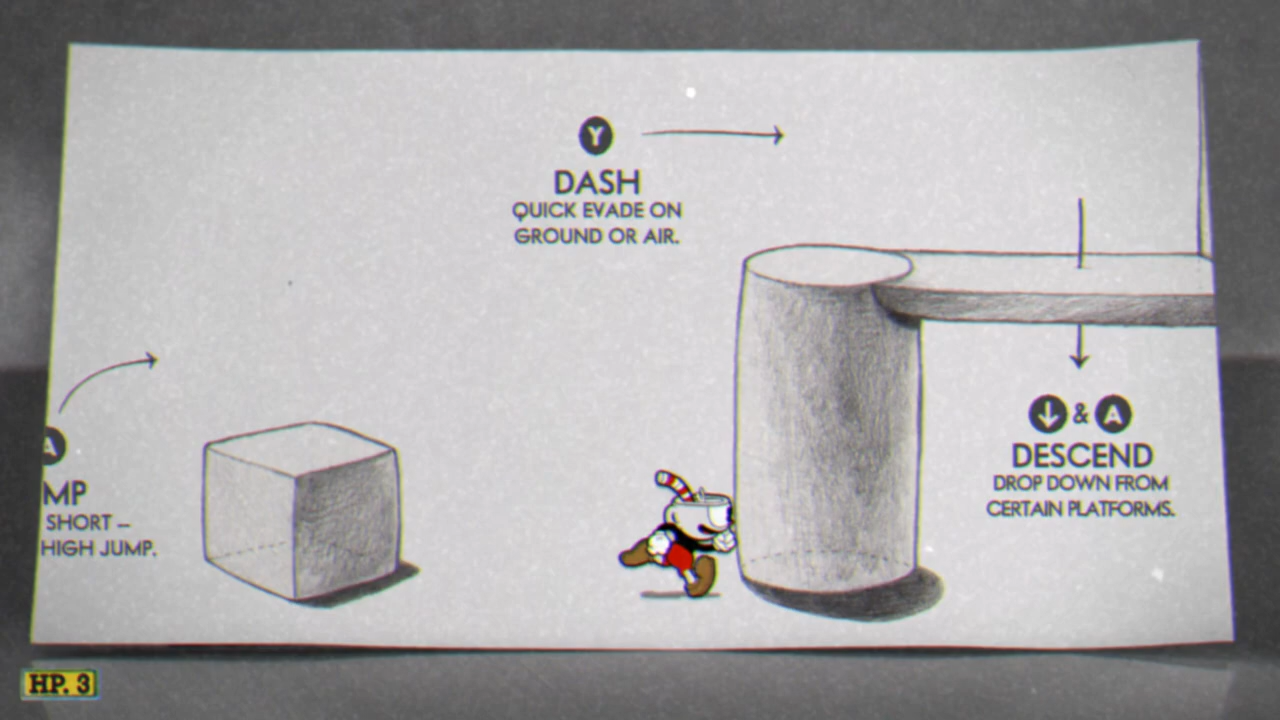 Y
DASH
QUICK EVADE ON
GROUND OR AIR.
A
MP
SHORT –
HIGH JUMP.
& A
DESCEND
DROP DOWN FROM
CERTAIN PLATFORMS.
HP. 3